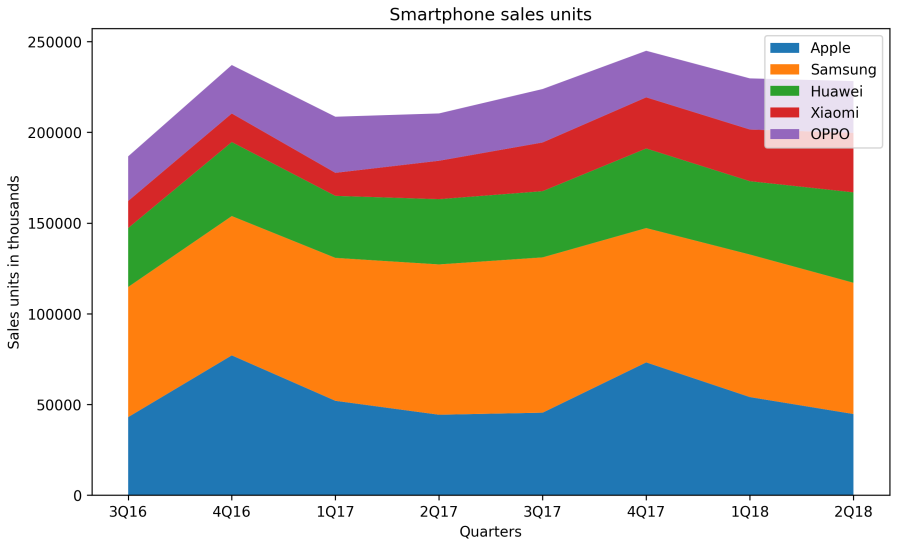 Smartphone sales units
Apple
Samsung
Huawei
Xiaomi
OPPO
Sales units in thousands
250000
200000
150000
100000
50000
0
3Q16 4Q16 1Q17 2Q17 3Q17 4Q17 1Q18 2Q18
Quarters